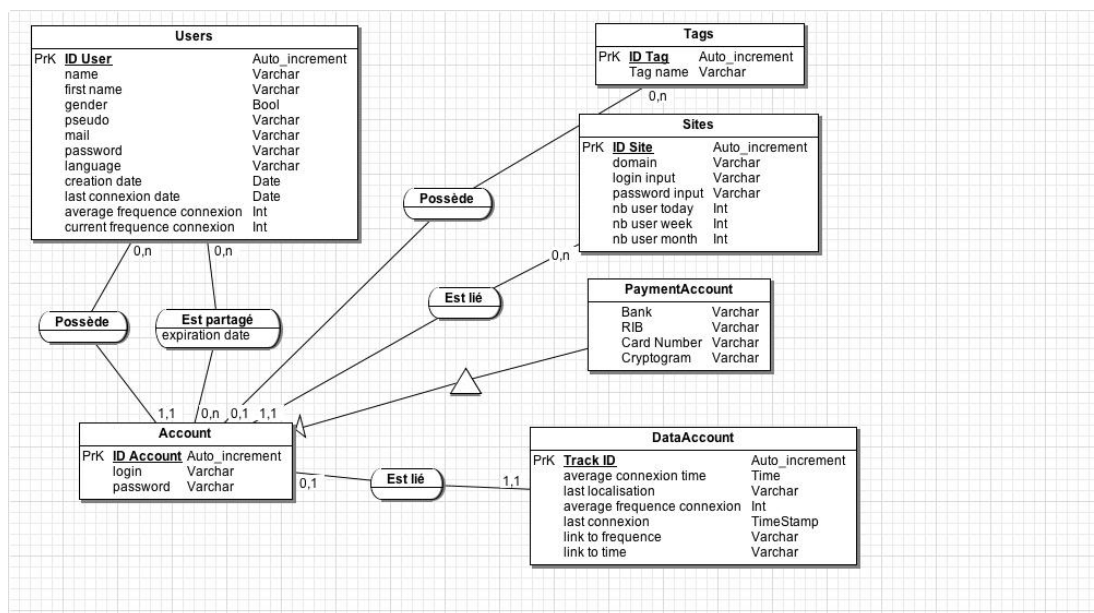 Users
PrK ID User Auto_increment
name Varchar
first name Varchar
gender Bool
pseudo Varchar
mail Varchar
password Varchar
language Varchar
creation date Date
last connexion date Date
average frequence connexion Int
current frequence connexion Int
Tags
PrK ID Tag Auto_increment
Tag name Varchar
0,n
Sites
PrK ID Site Auto_increment
domain Varchar
login input Varchar
password input Varchar
nb user today Int
nb user week Int
nb user month Int
Possède
0,n
0,n
0,n
Est lié
PaymentAccount
Bank Varchar
RIB Varchar
Card Number Varchar
Cryptogram Varchar
Possède
Est partagé
expiration date
1,1
0,n
0,1
1,1
Account
PrK ID Account Auto_increment
login Varchar
password Varchar
0,1
Est lié
1,1
DataAccount
PrK Track ID Auto_increment
average connexion time Time
last localisation Varchar
average frequence connexion Int
last connexion TimeStamp
link to frequence Varchar
link to time Varchar